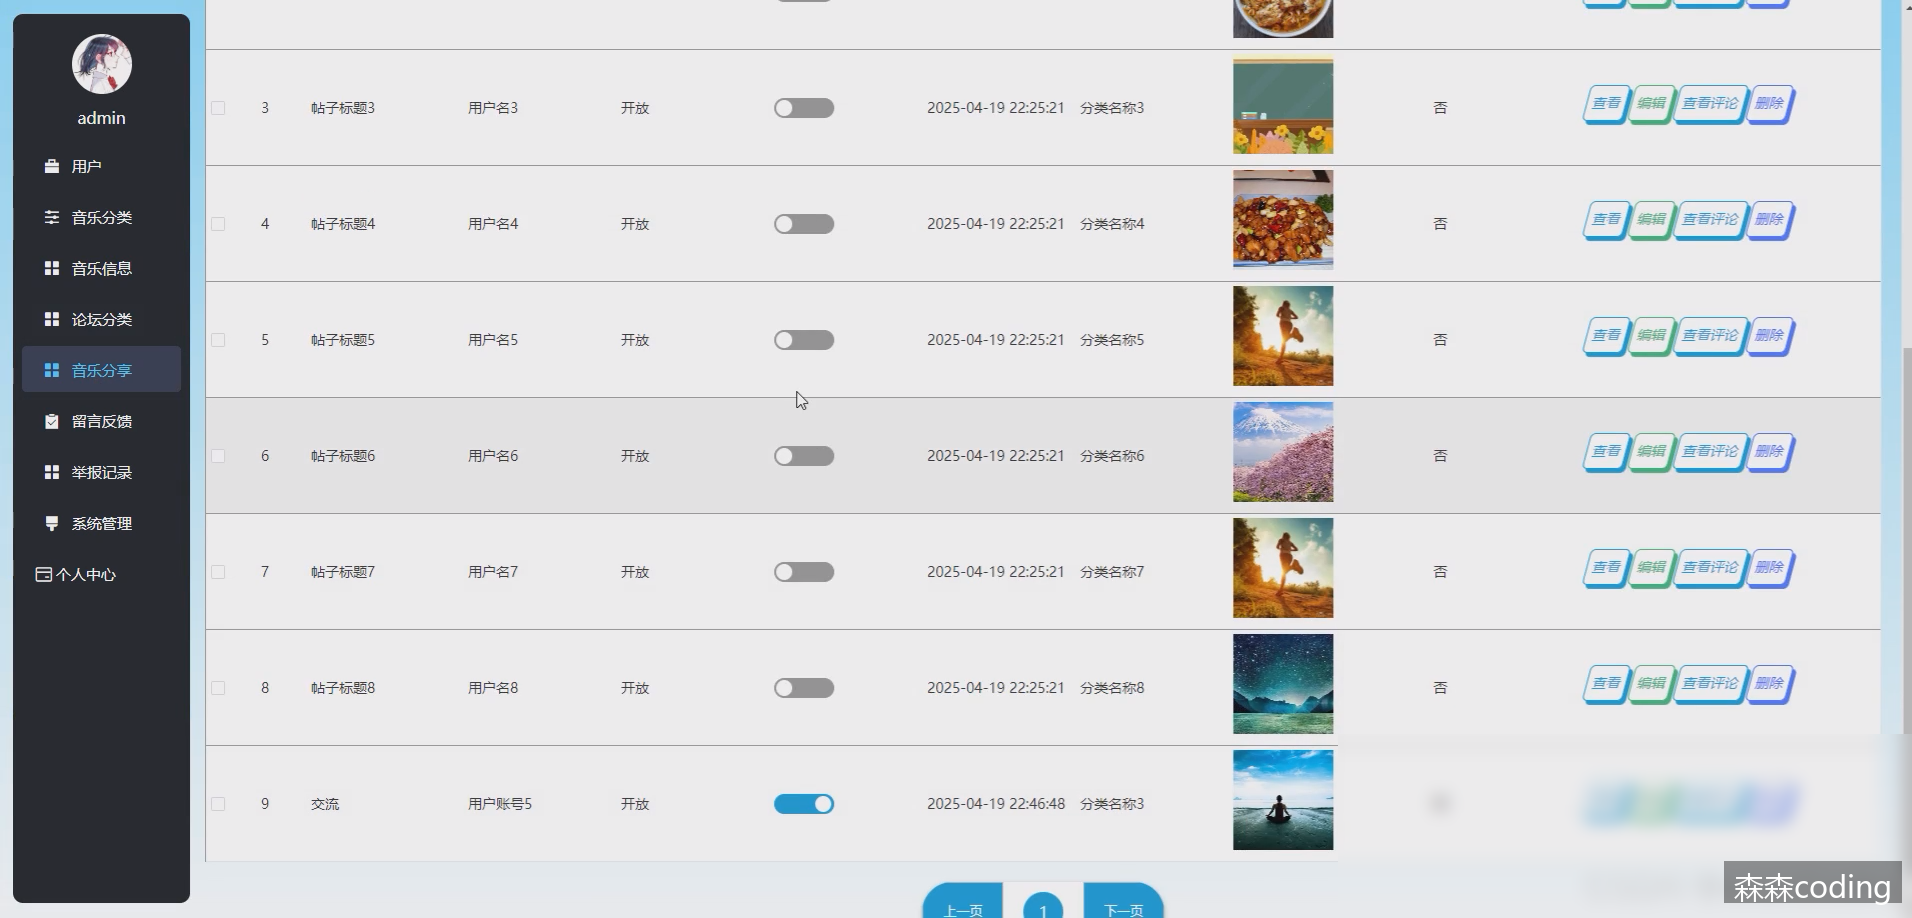 admin
用户
音乐分类
音乐信息
论坛分类
音乐分享
留言反馈
举报记录
系统管理
个人中心
3 帖子标题3 用户名3 开放 2025-04-19 22:25:21 分类名称3 否 查看 编辑 查看评论 删除
4 帖子标题4 用户名4 开放 2025-04-19 22:25:21 分类名称4 否 查看 编辑 查看评论 删除
5 帖子标题5 用户名5 开放 2025-04-19 22:25:21 分类名称5 否 查看 编辑 查看评论 删除
6 帖子标题6 用户名6 开放 2025-04-19 22:25:21 分类名称6 否 查看 编辑 查看评论 删除
7 帖子标题7 用户名7 开放 2025-04-19 22:25:21 分类名称7 否 查看 编辑 查看评论 删除
8 帖子标题8 用户名8 开放 2025-04-19 22:25:21 分类名称8 否 查看 编辑 查看评论 删除
9 交流 用户账号5 开放 2025-04-19 22:46:48 分类名称3
上一页 1 下一页
森森coding